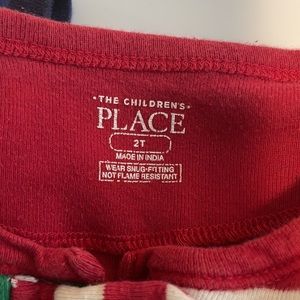 • THE CHILDREN'S •
PLACE
2T
MADE IN INDIA
WEAR SNUG-FITTING
NOT FLAME RESISTANT